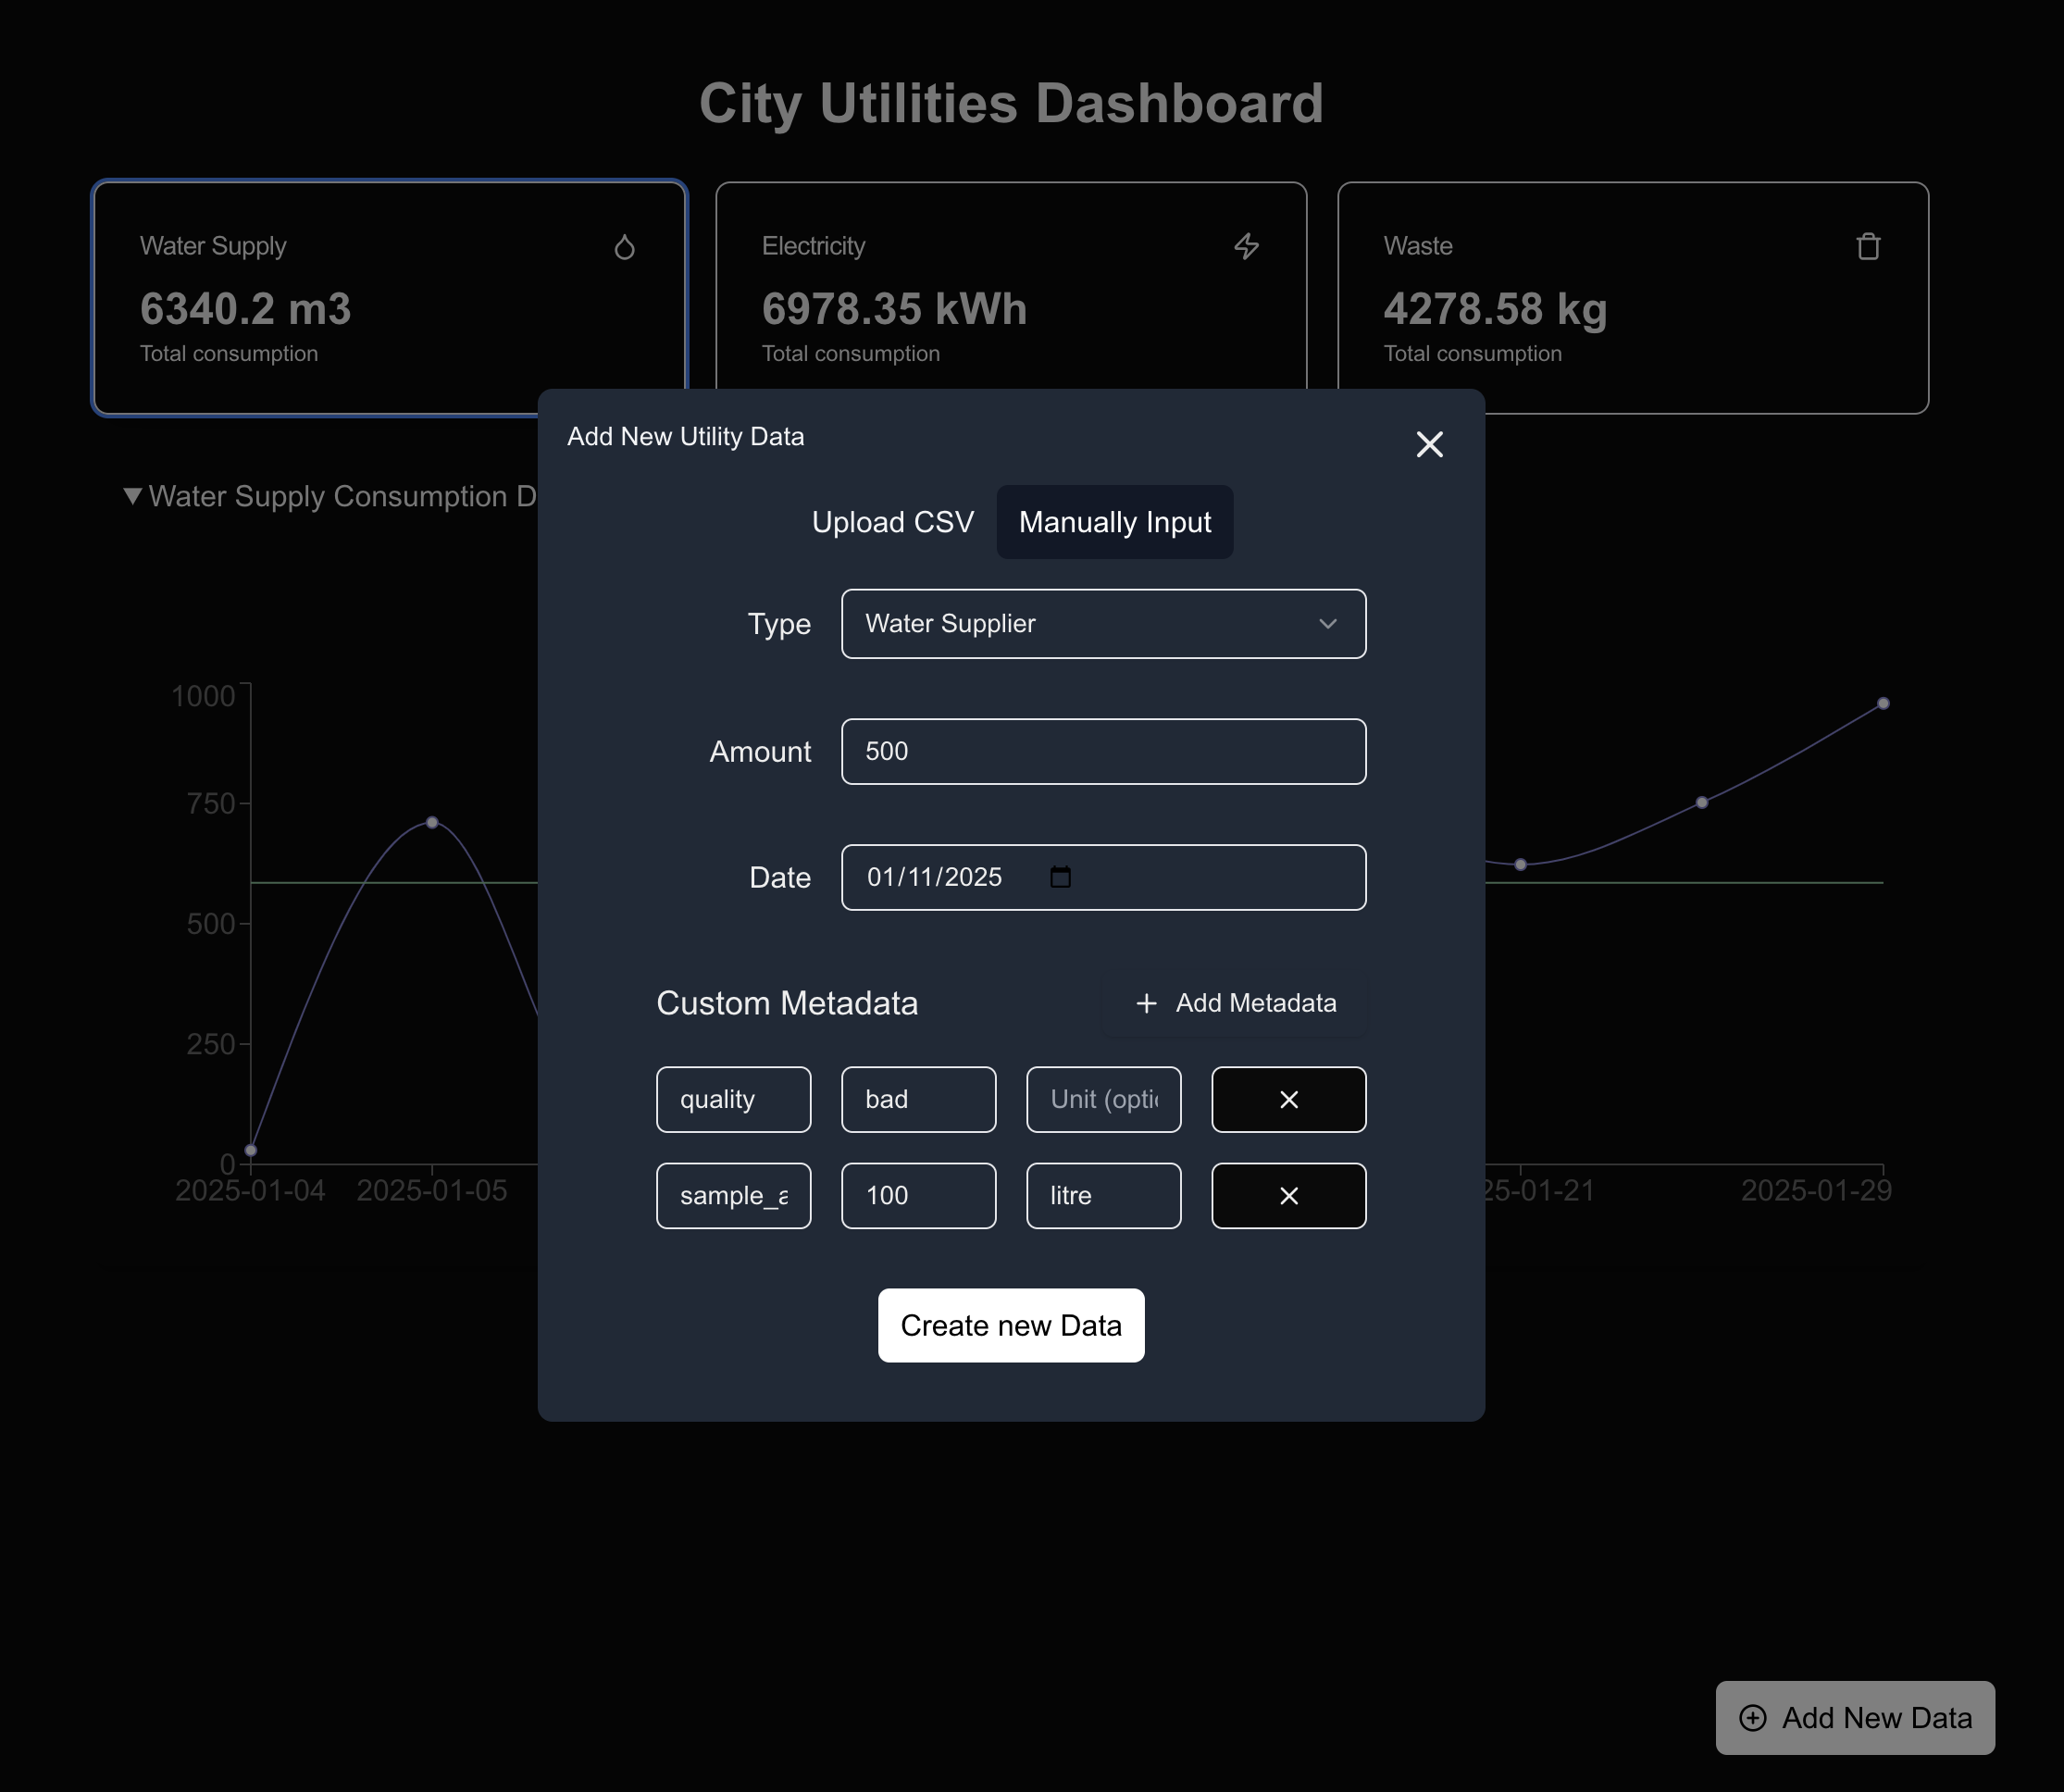 City Utilities Dashboard
Water Supply
6340.2 m3
Total consumption
Electricity
6978.35 kWh
Total consumption
Waste
4278.58 kg
Total consumption
Water Supply Consumption D
1000
750
500
250
0
2025-01-04 2025-01-05 25-01-21 2025-01-29
Add New Utility Data
Upload CSV Manually Input
Type Water Supplier
Amount 500
Date 01/11/2025
Custom Metadata + Add Metadata
quality bad Unit (optio
sample_a 100 litre
Create new Data
Add New Data